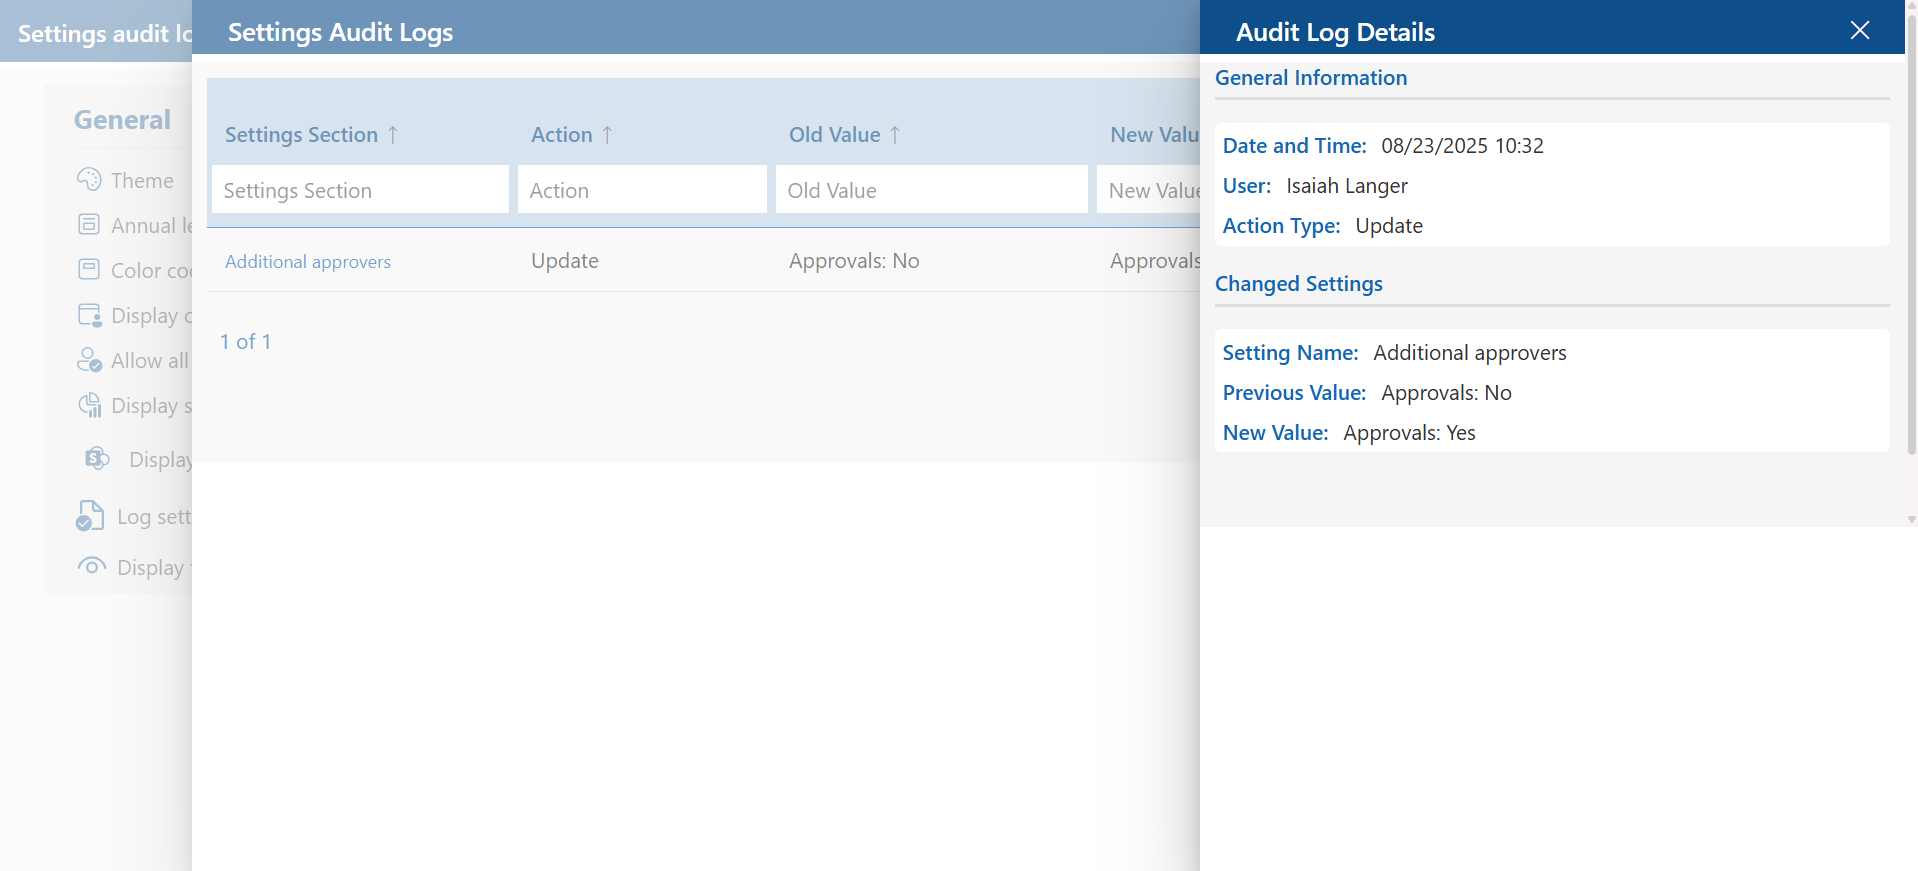 Settings audit lo
General
Theme
Annual le
Color co
Display c
Allow all
Display s
Display
Log sett
Display
Settings Audit Logs
Settings Section ↑ Action ↑ Old Value ↑ New Valu
Settings Section Action Old Value New Value
Additional approvers Update Approvals: No Approvals
1 of 1
Audit Log Details
General Information
Date and Time: 08/23/2025 10:32
User: Isaiah Langer
Action Type: Update
Changed Settings
Setting Name: Additional approvers
Previous Value: Approvals: No
New Value: Approvals: Yes